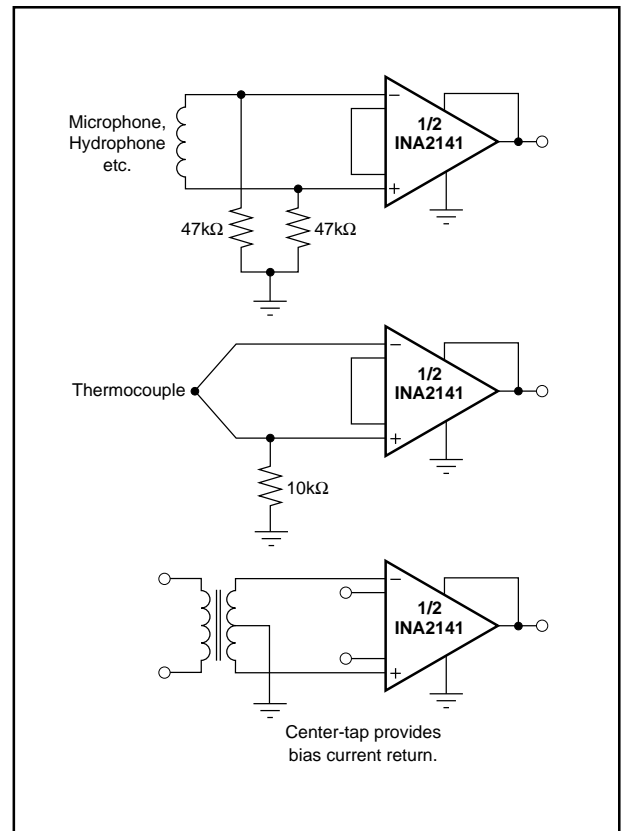 Microphone,
Hydrophone
etc.
−
1/2
INA2141
+
47kΩ
47kΩ
Thermocouple
−
1/2
INA2141
+
10kΩ
−
1/2
INA2141
+
Center-tap provides
bias current return.